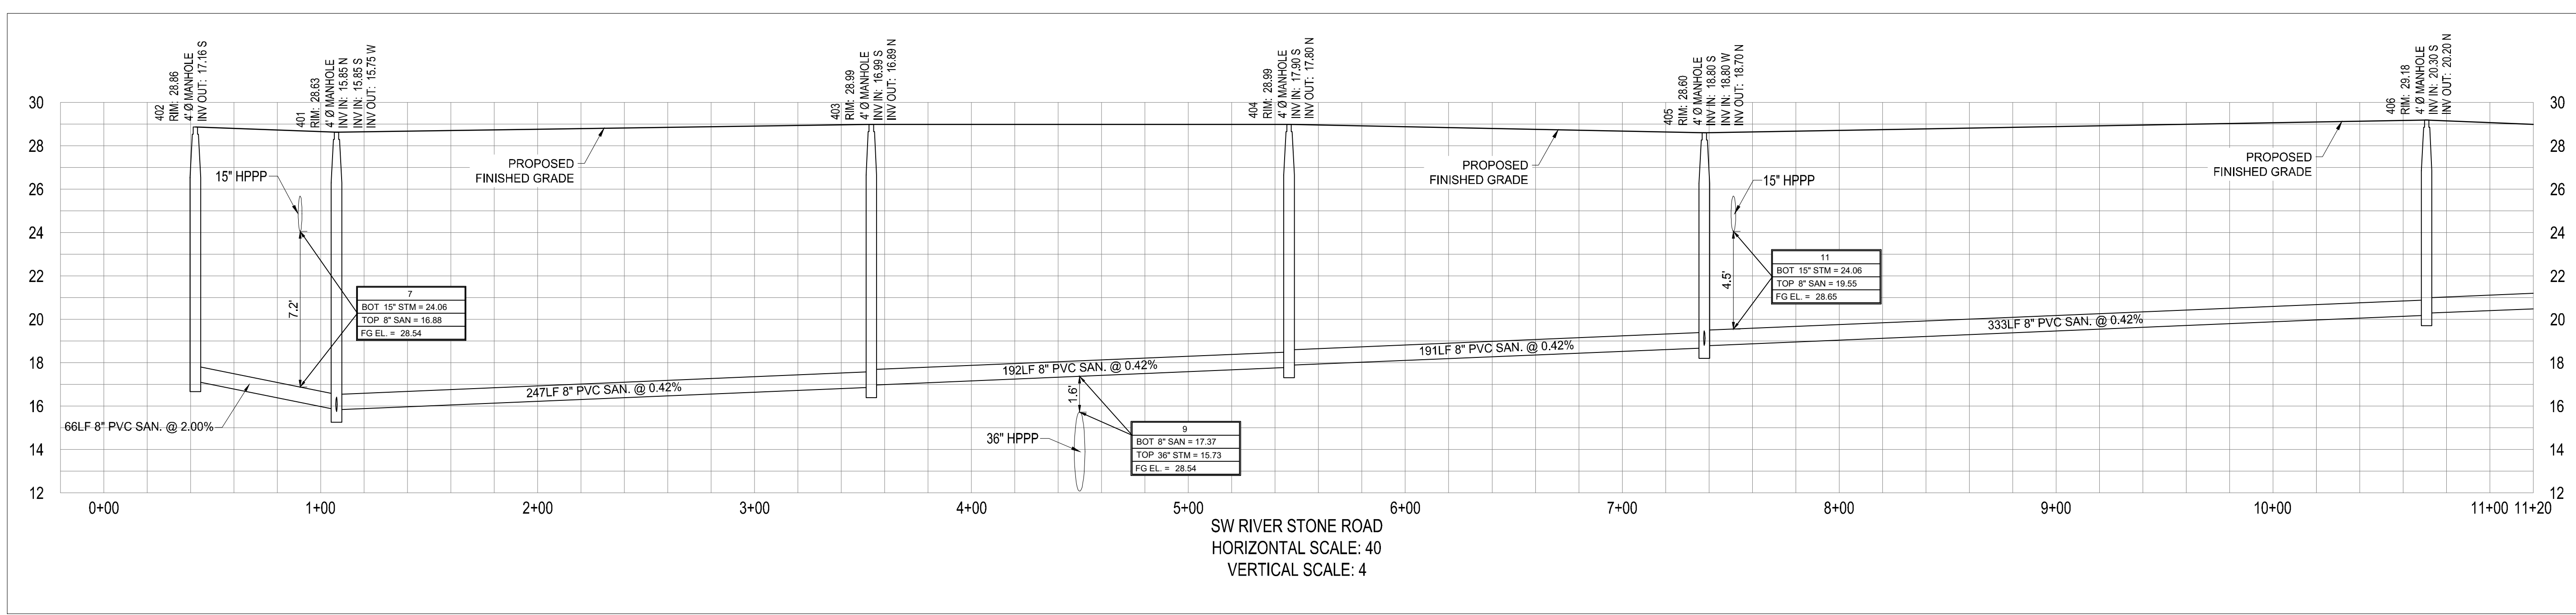 402
RIM: 28.86
4' Ø MANHOLE
INV OUT: 17.16 S
401
RIM: 28.63
4' Ø MANHOLE
INV IN: 15.85 N
INV IN: 15.85 S
INV OUT: 15.75 W
403
RIM: 28.99
4' Ø MANHOLE
INV IN: 16.99 S
INV OUT: 16.89 N
404
RIM: 28.99
4' Ø MANHOLE
INV IN: 17.90 S
INV OUT: 17.80 N
405
RIM: 28.60
4' Ø MANHOLE
INV IN: 18.80 S
INV IN: 18.80 W
INV OUT: 18.70 N
406
RIM: 29.18
4' Ø MANHOLE
INV IN: 20.30 S
INV OUT: 20.20 N
30
28
26
24
22
20
18
16
14
12
30
28
26
24
22
20
18
16
14
12
PROPOSED
FINISHED GRADE
PROPOSED
FINISHED GRADE
PROPOSED
FINISHED GRADE
15" HPPP
15" HPPP
7.2'
7
BOT 15" STM = 24.06
TOP 8" SAN = 16.88
FG EL. = 28.54
4.5'
11
BOT 15" STM = 24.06
TOP 8" SAN = 19.55
FG EL. = 28.65
66LF 8" PVC SAN. @ 2.00%
247LF 8" PVC SAN. @ 0.42%
192LF 8" PVC SAN. @ 0.42%
191LF 8" PVC SAN. @ 0.42%
333LF 8" PVC SAN. @ 0.42%
1.6'
36" HPPP
9
BOT 8" SAN = 17.37
TOP 36" STM = 15.73
FG EL. = 28.54
0+00 1+00 2+00 3+00 4+00 5+00 6+00 7+00 8+00 9+00 10+00 11+00 11+20
SW RIVER STONE ROAD
HORIZONTAL SCALE: 40
VERTICAL SCALE: 4